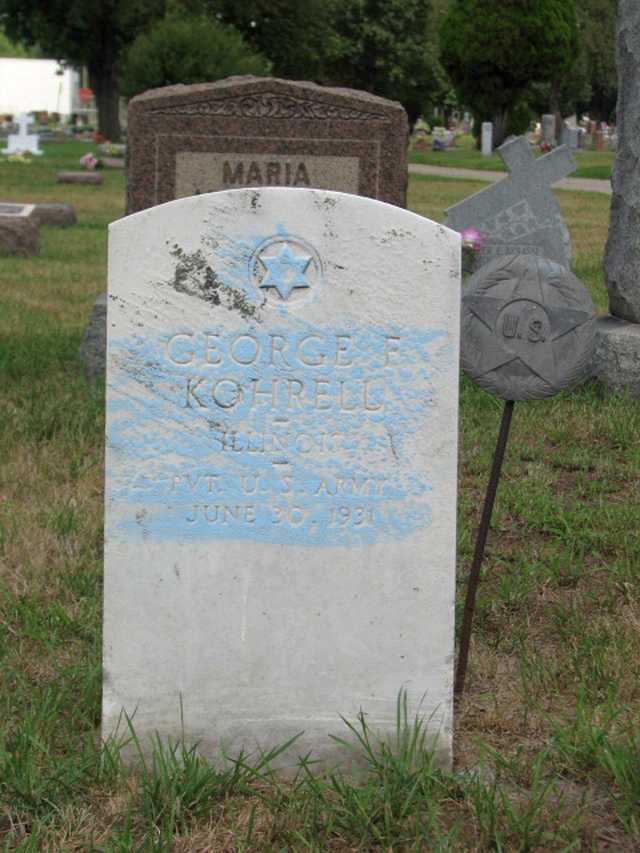 MARIA
GEORGE F.
KOHRELL
ILLINOIS
PVT. U. S. ARMY
JUNE 30, 1931
U.S.